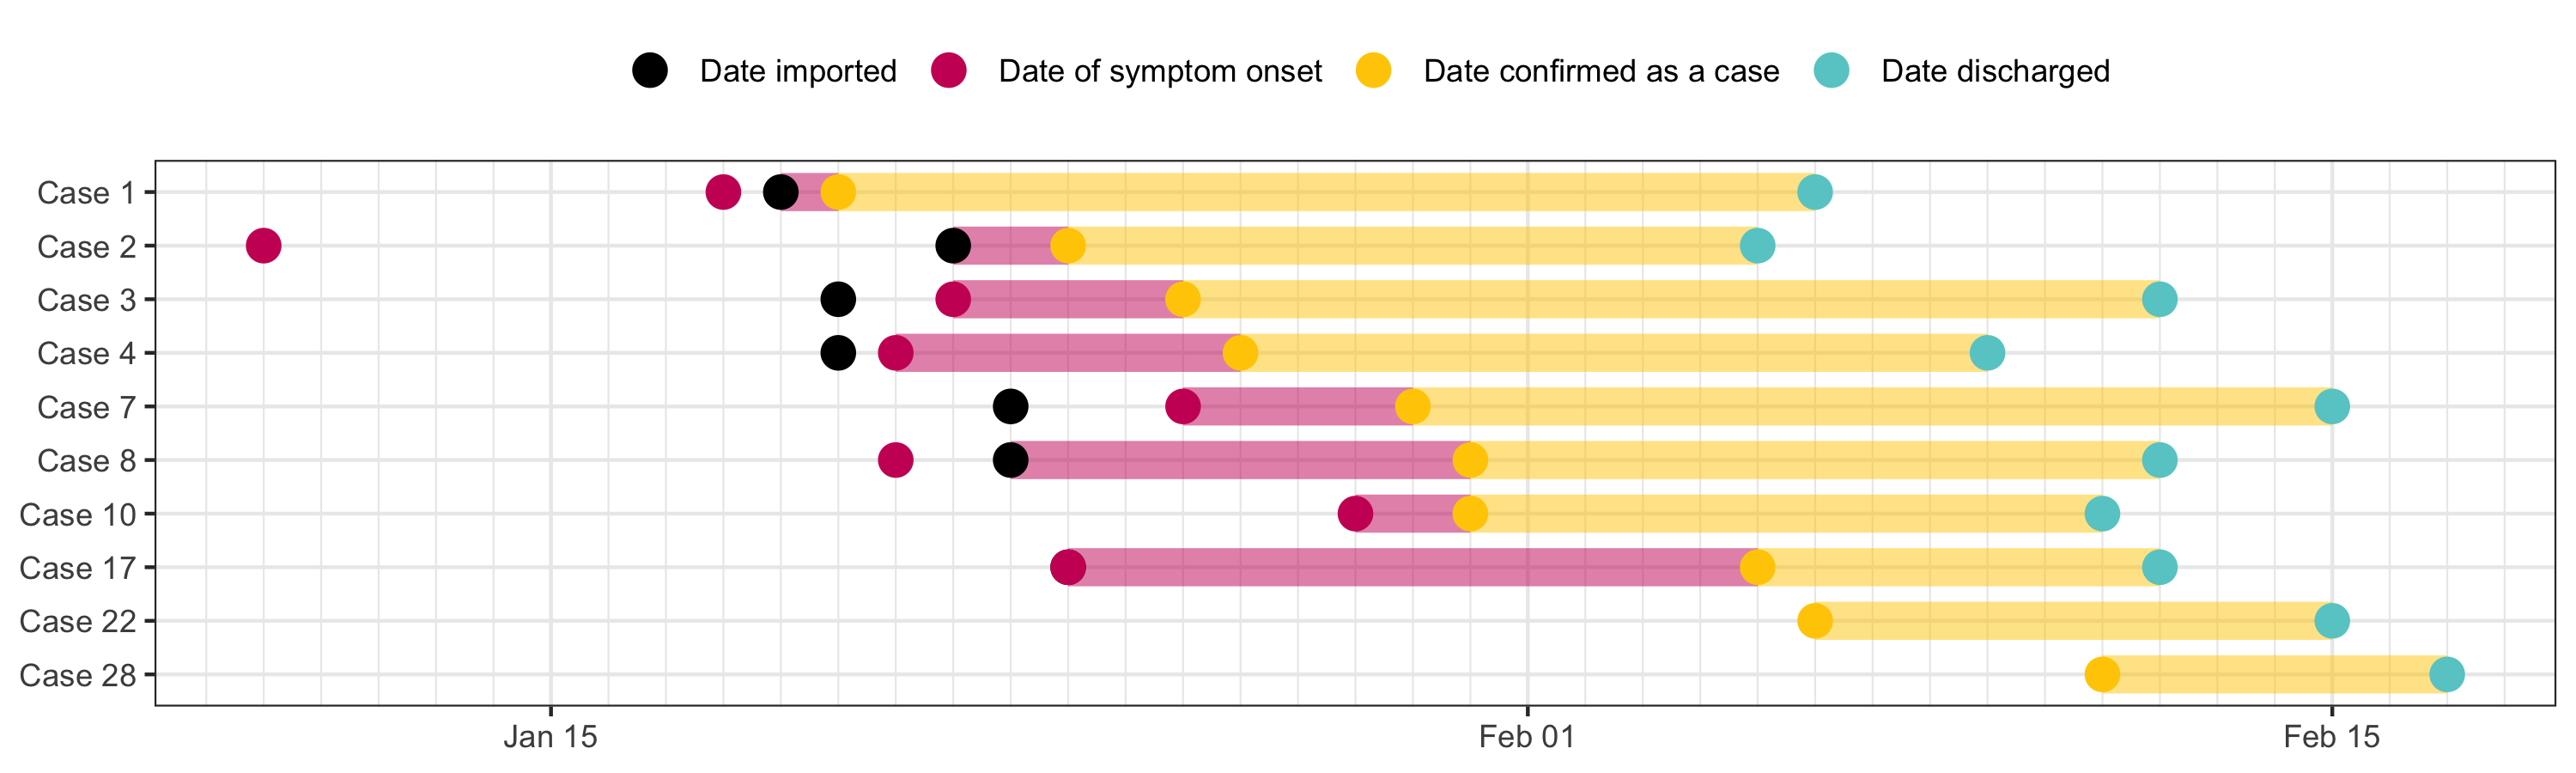 Date imported Date of symptom onset Date confirmed as a case Date discharged
Case 1
Case 2
Case 3
Case 4
Case 7
Case 8
Case 10
Case 17
Case 22
Case 28
Jan 15 Feb 01 Feb 15